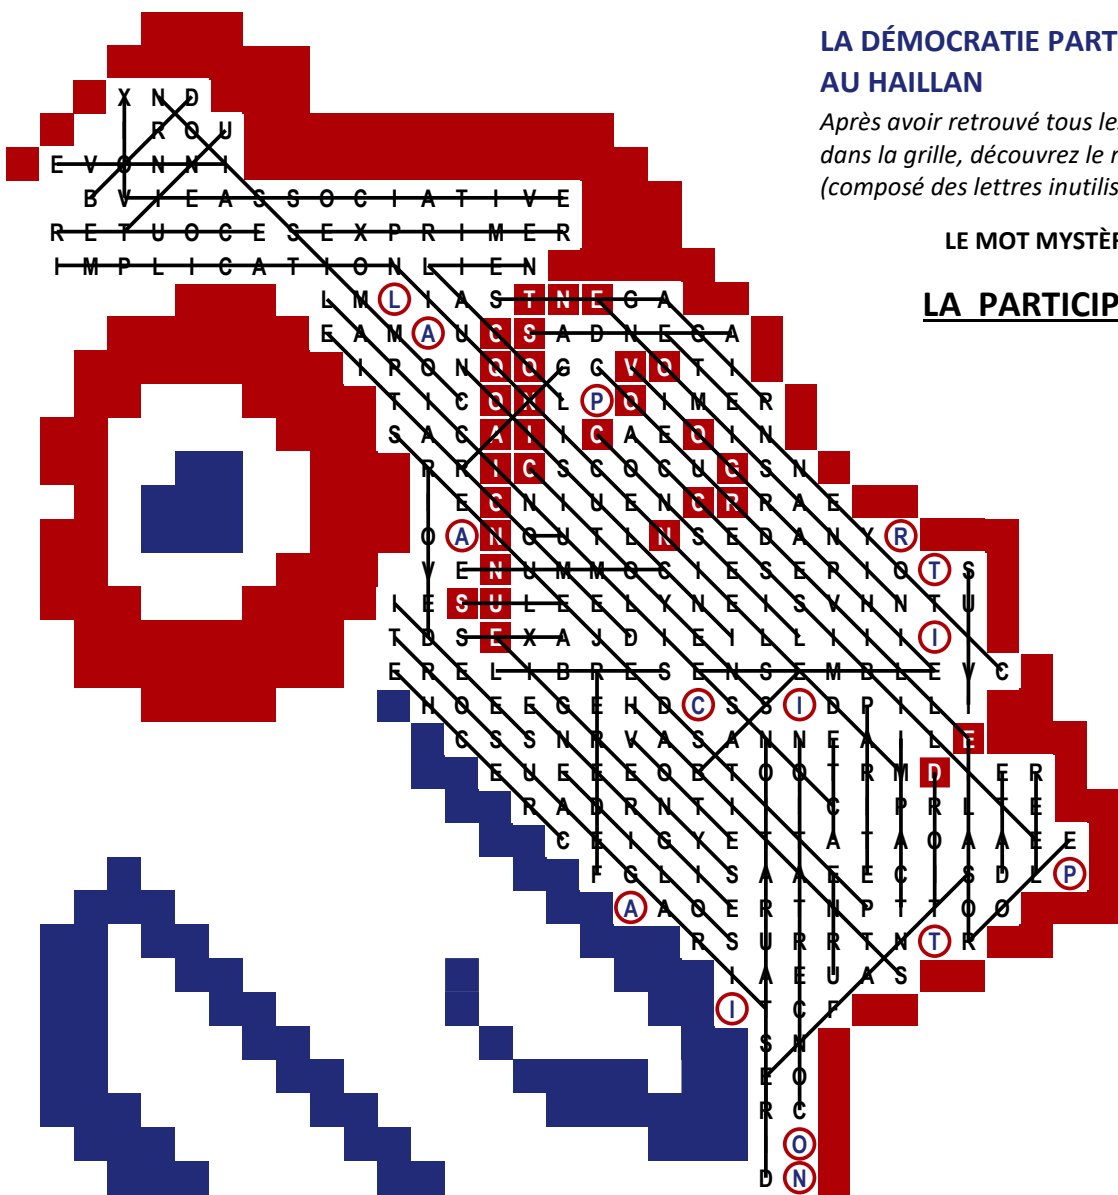 LA DÉMOCRATIE PART
AU HAILLAN
Après avoir retrouvé tous le
dans la grille, découvrez le
(composé des lettres inutilis
LE MOT MYSTÈ
LA PARTICIP
X N D
R O U
E V O N N I
B V I E A S S O C I A T I V E
R E T U O C E S E X P R I M E R
I M P L I C A T I O N L I E N
L M L I A S T N E G A
E A M A U C S A D N E G A
I P O N Q O G C V O T I
T I C O X L P O I M E R
S A C A I I C A E O I N
P R I C S C O C U G S N
E G N I U E N C R R A E
O A N O U T L N S E D A N Y R
V E N U M M O C I E S E P I O T S
I E S U L E E L Y N E I S V H N T U
T D S E X A J D I E I L L I I I
E R E L I B R E S E N S E M B L E V C
H O E E G E H D C S S I D P I L I
C S S N R V A S A N N E A I L E
E U E E E O B T O O T R M D E R
R A D R N T I C P R L T E
C E I G Y E T T A T A O A A E E
F G L I S A A E E C S D L P
A A O E R T N P T T O O
R S U R R T N T R
I A E U A S
I T C F
S N
E O
R C
O
D N